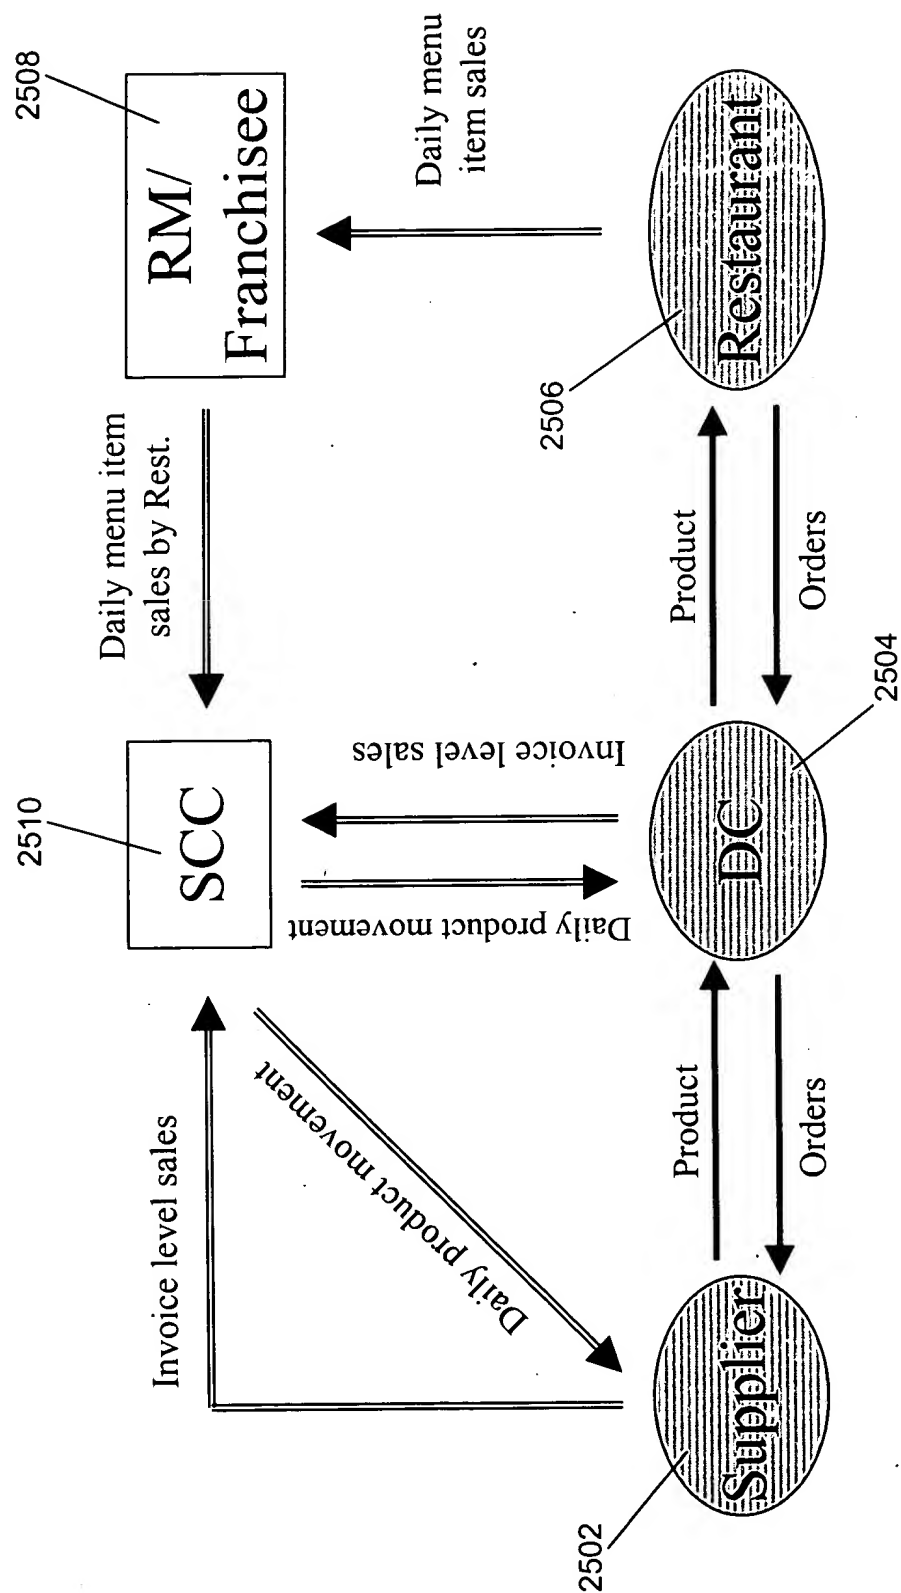 2510
2508
SCC
RM/
Franchisee
Invoice level sales
Daily menu item
sales by Rest.
Daily product movement
Daily product movement
Invoice level sales
Daily menu
item sales
2502
Supplier
Product
Orders
DC
2504
Product
Orders
2506
Restaurant